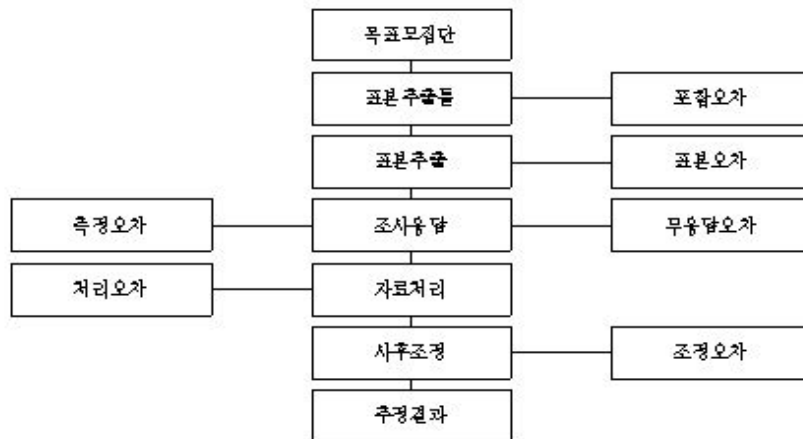 목표모집단
표본추출틀
포함오차
표본추출
표본오차
측정오차
조사응답
무응답오차
처리오차
자료처리
사후조정
조정오차
추정결과